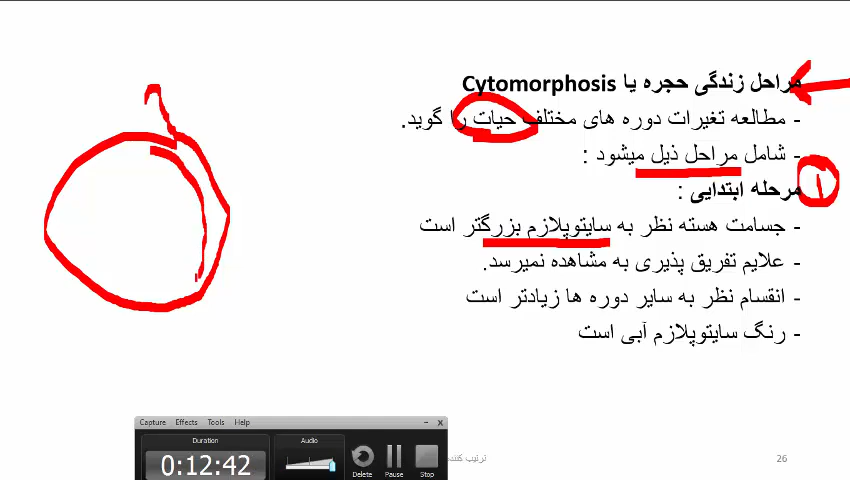 مراحل زندگی حجره یا Cytomorphosis
- مطالعه تغیرات دوره های مختلف حیات را گوید.
- شامل مراحل ذیل میشود :
1
مرحله ابتدایی :
- جسامت هسته نظر به سایتوپلازم بزرگتر است
- علایم تفریق پذیری به مشاهده نمیرسد.
- انقسام نظر به سایر دوره ها زیادتر است
- رنگ سایتوپلازم آبی است
Capture Effects Tools Help
Duration
Audio
0:12:42
Delete Pause Stop
ترتیب کننده
26